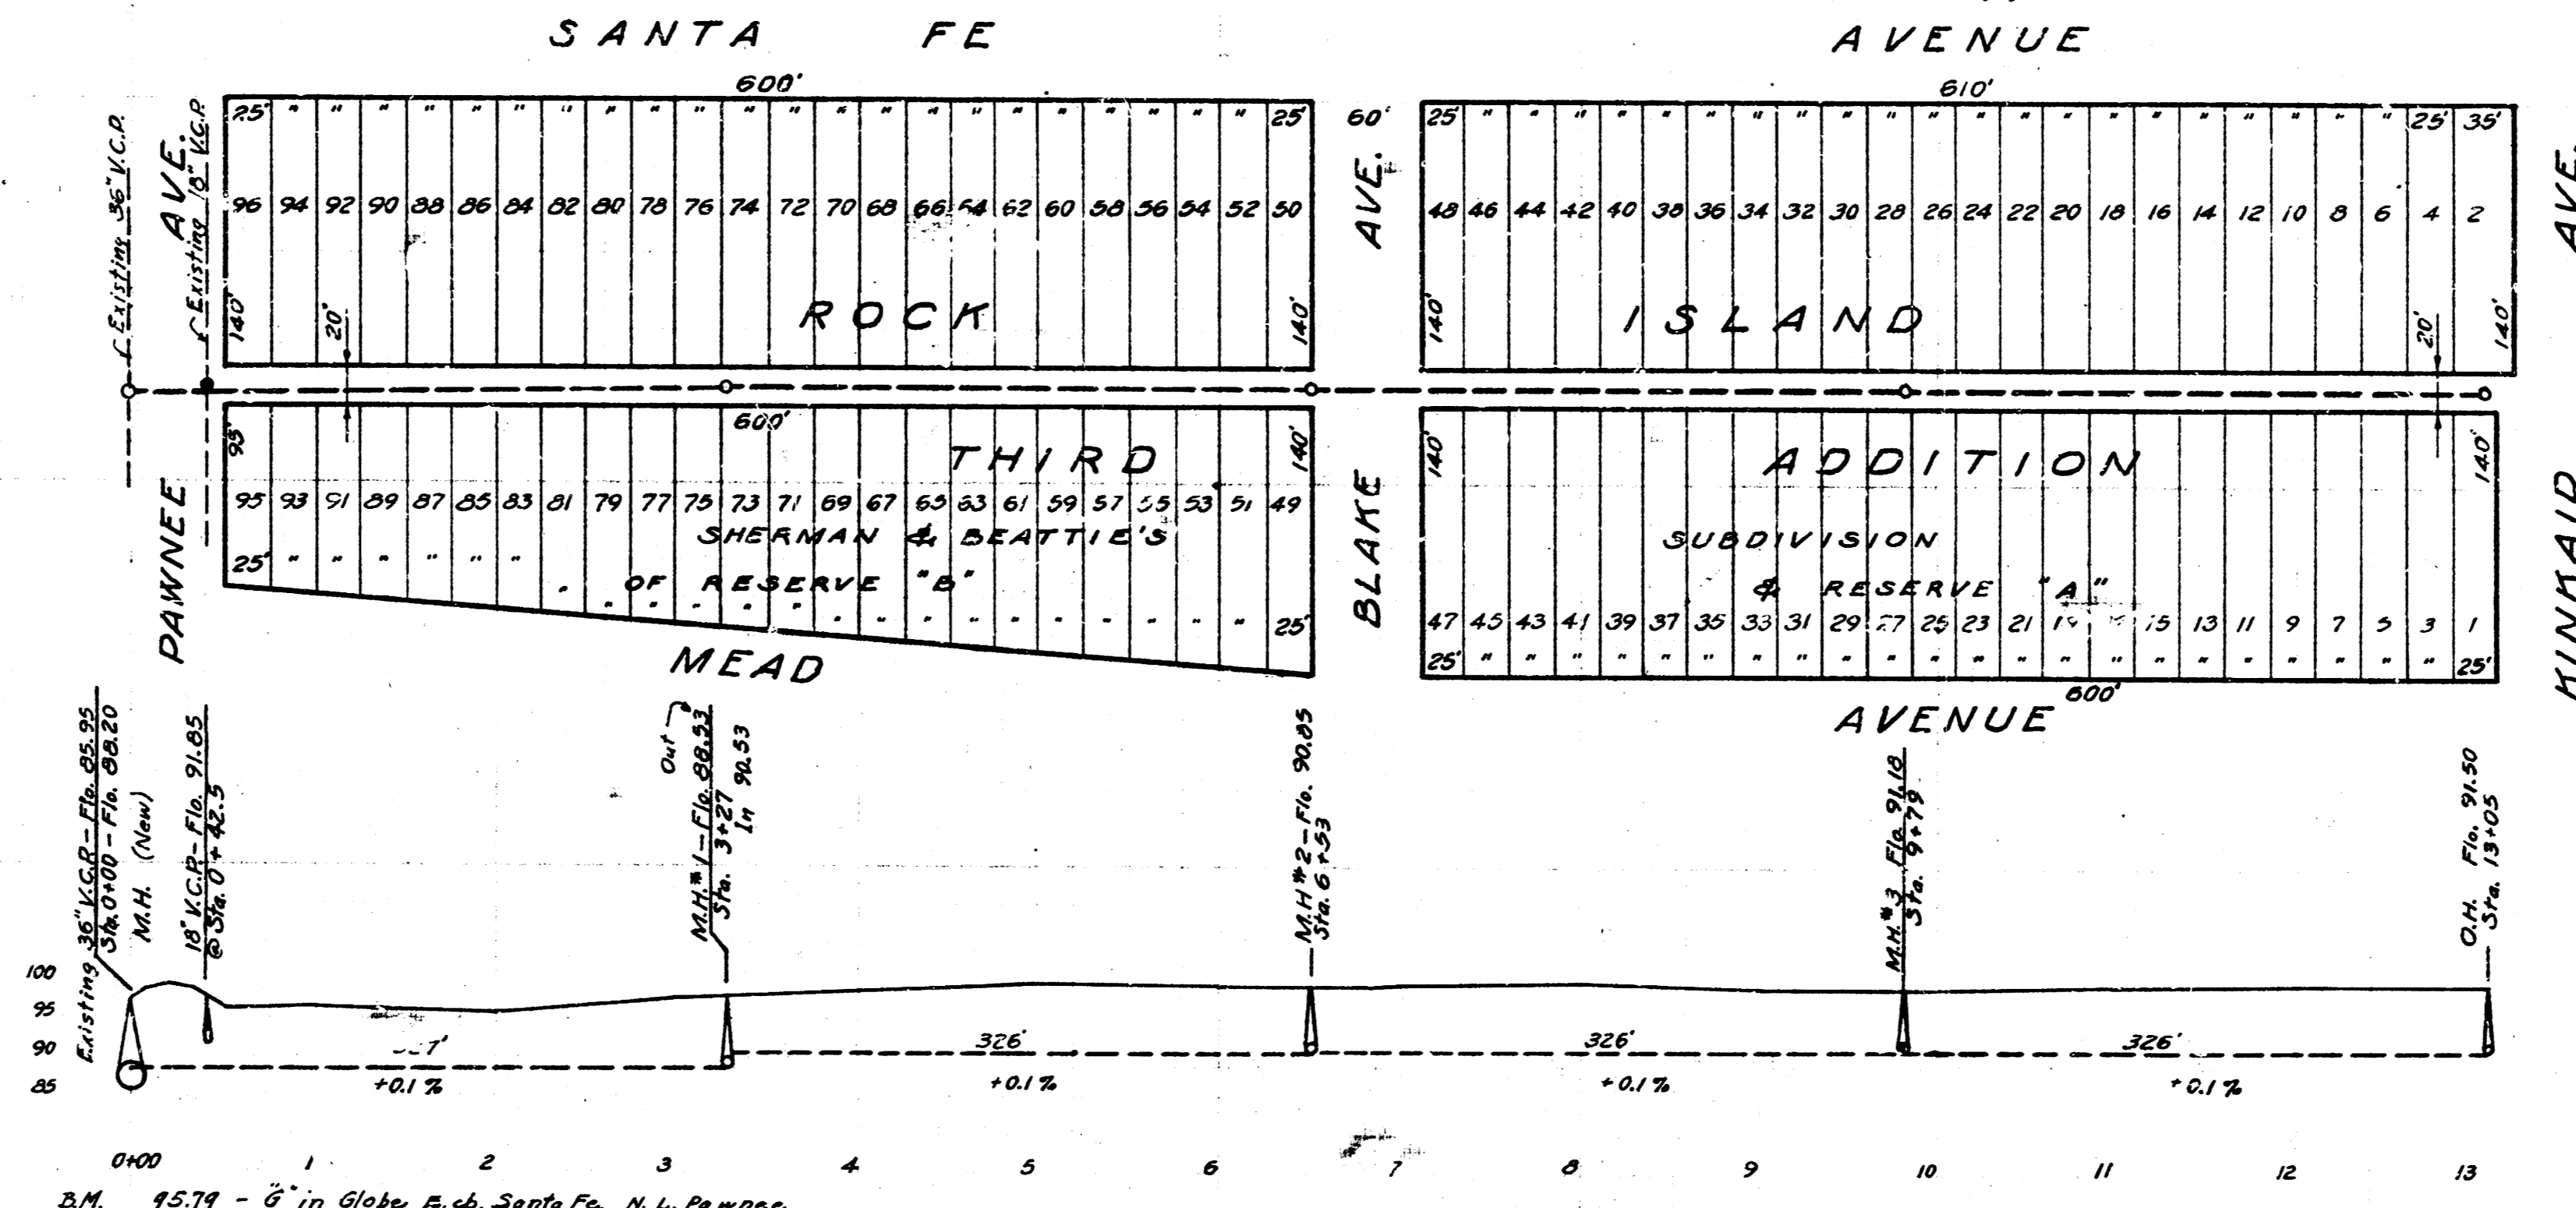 SANTA FE AVENUE
600' 610'
Existing 36" V.C.P.
Existing 18" V.C.P.
PAWNEE AVE.
25' " " " " " " " " " " " " " " " " " " " " " " 25'
60'
25' " " " " " " " " " " " " " " " " " " " " " 25' 35'
96 94 92 90 88 86 84 82 80 78 76 74 72 70 68 66 64 62 60 58 56 54 52 50
48 46 44 42 40 38 36 34 32 30 28 26 24 22 20 18 16 14 12 10 8 6 4 2
BLAKE AVE.
KINKAID AVE.
140' 20' 140' 140' 20' 140'
ROCK ISLAND
95' 600' 140' 140' 140'
THIRD ADDITION
95 93 91 89 87 85 83 81 79 77 75 73 71 69 67 65 63 61 59 57 55 53 51 49
SHERMAN & BEATTIE'S SUBDIVISION
OF RESERVE "B" & RESERVE "A"
47 45 43 41 39 37 35 33 31 29 27 25 23 21 19 15 13 11 9 7 5 3 1
25' " " " " " " " " " " " " " " " " " " " " " " 25'
25' " " " " " " " " " " " " " " " " " " " " " " 25'
600'
MEAD AVENUE
Existing 36" V.C.P. - Flo. 85.95
Sta. 0+00 - Flo. 88.20
M.H. (New)
18" V.C.P. - Flo. 91.85
@ Sta. 0+42.5
Out
M.H. #1 - Flo. 88.53
Sta. 3+27
In 90.53
M.H. #2 - Flo. 90.85
Sta. 6+53
M.H. #3 Flo. 91.18
Sta. 9+79
O.H. Flo. 91.50
Sta. 13+05
100
95
90
85
326' 326' 326'
+0.1% +0.1% +0.1% +0.1%
0+00 1 2 3 4 5 6 7 8 9 10 11 12 13
B.M. 95.79 - "G" in Globe E. cb. Santa Fe N. L. Pawnee